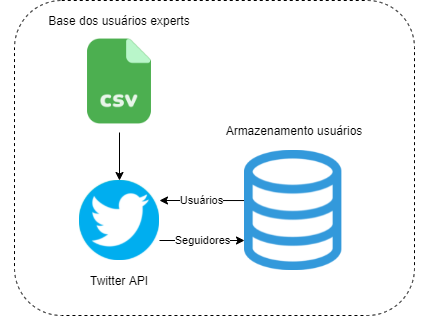 Base dos usuários experts
CSV
Armazenamento usuários
Usuários
Seguidores
Twitter API